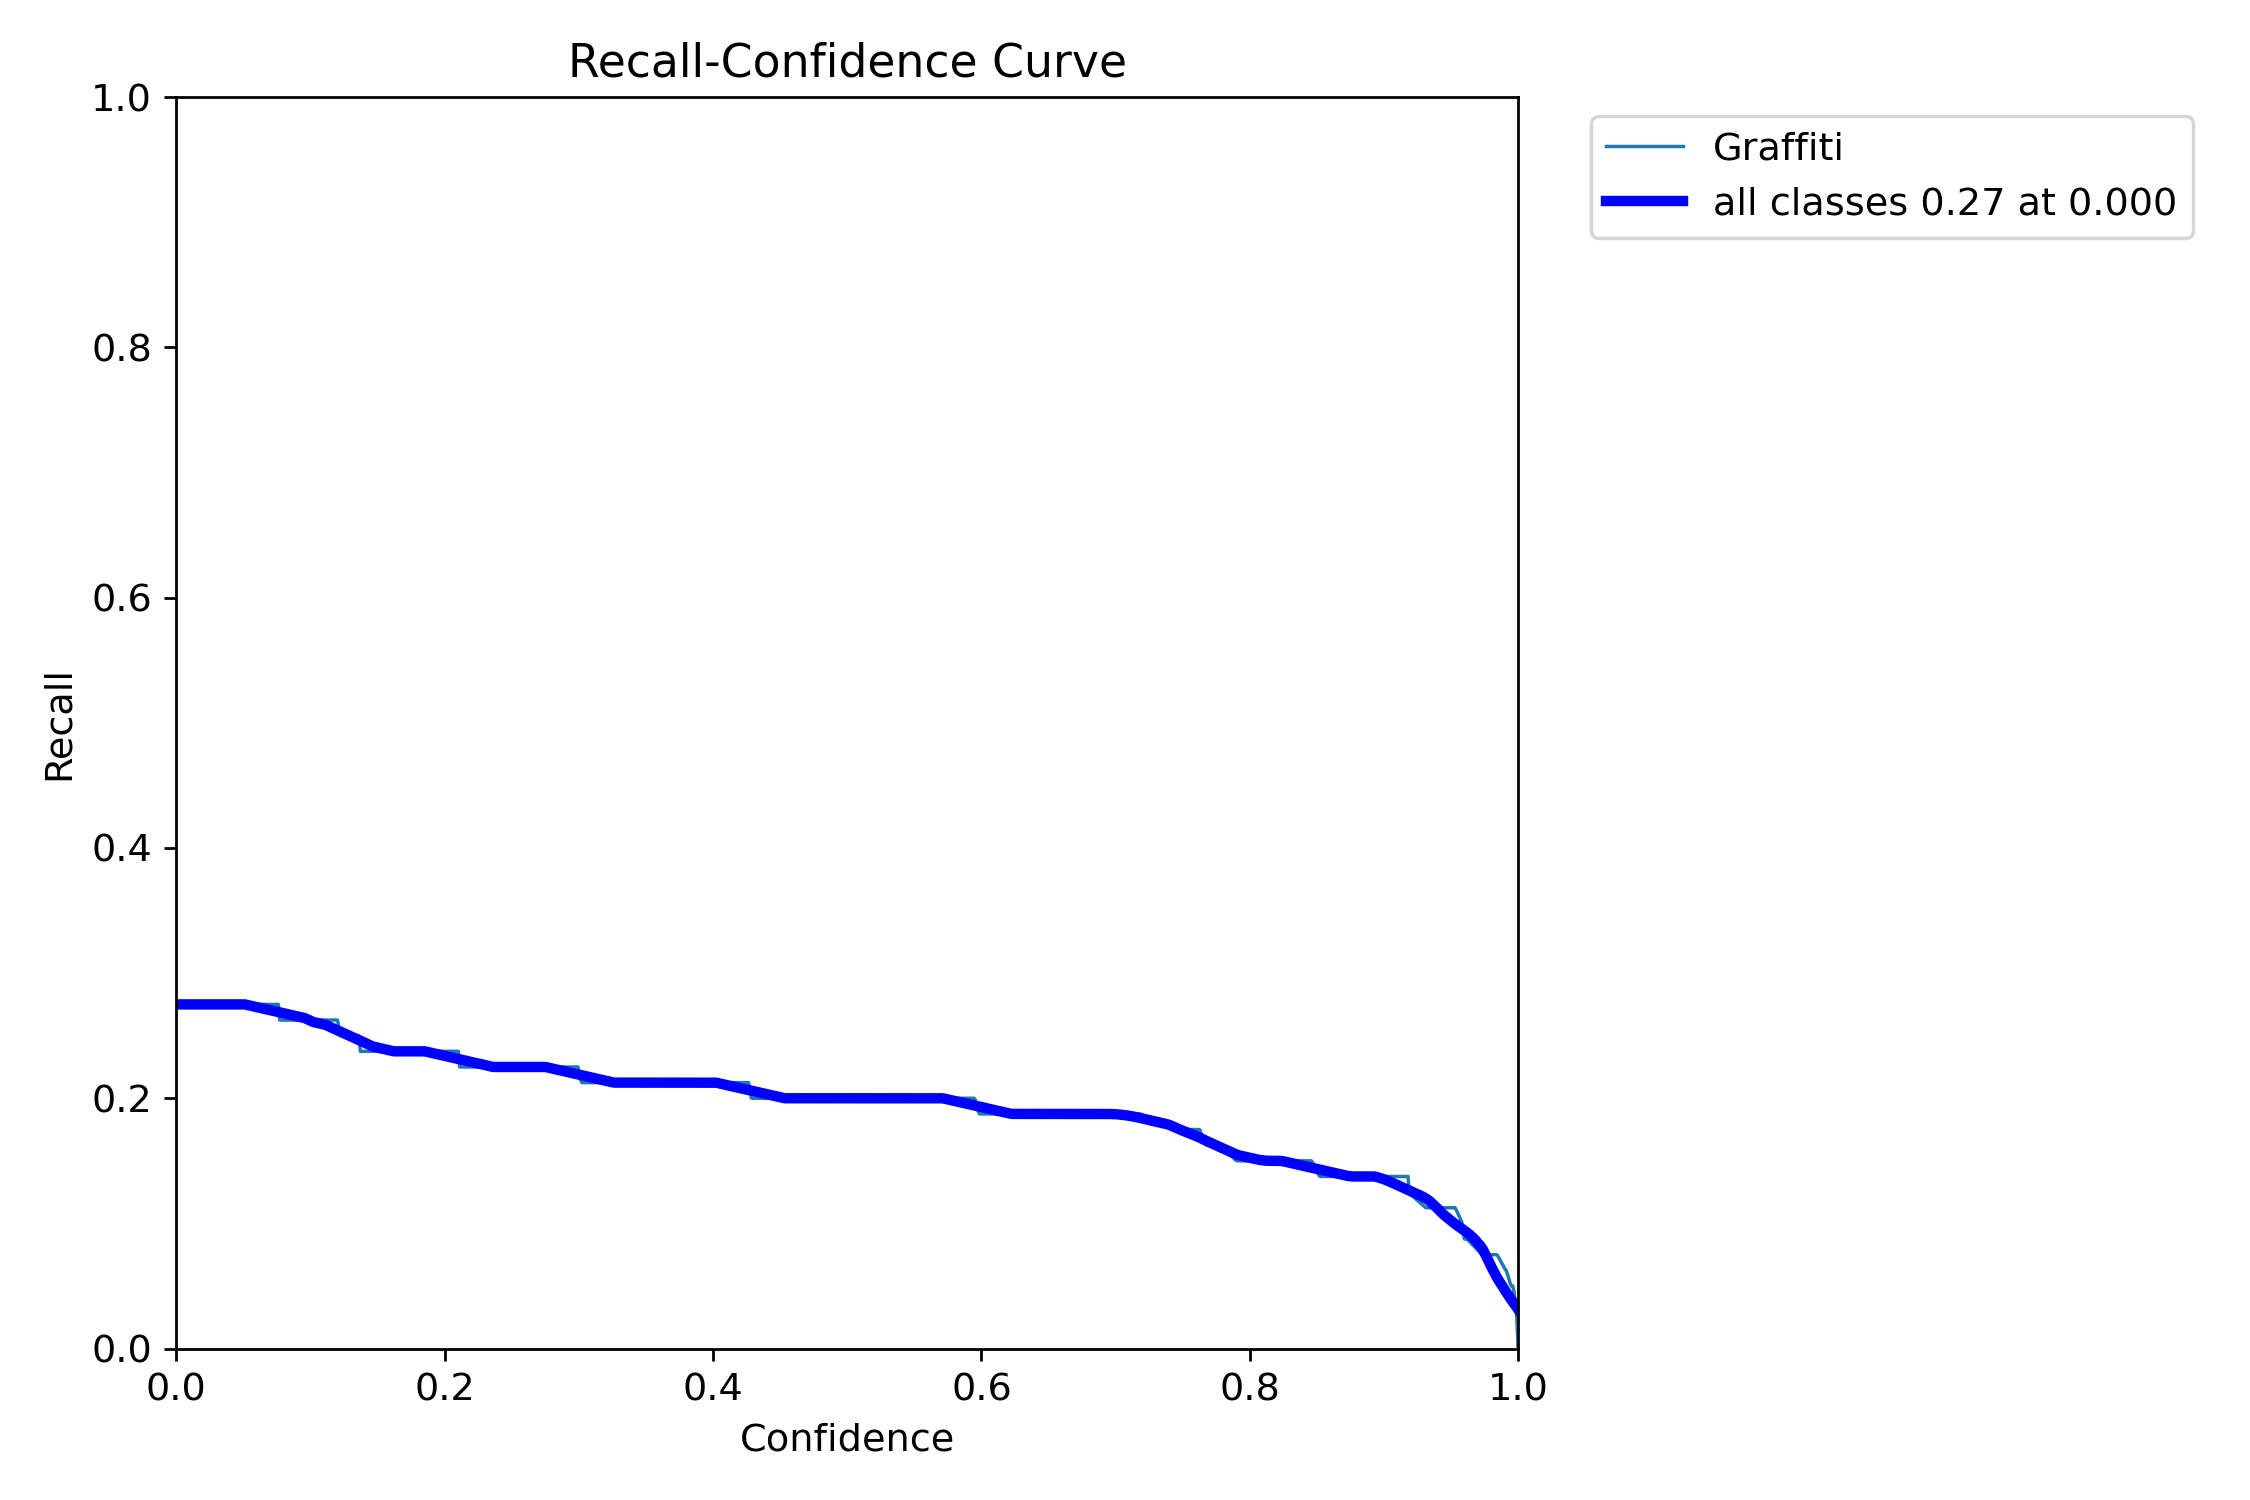 Recall-Confidence Curve
1.0
0.8
0.6
0.4
0.2
0.0
Recall
0.0 0.2 0.4 0.6 0.8 1.0
Confidence
Graffiti
all classes 0.27 at 0.000